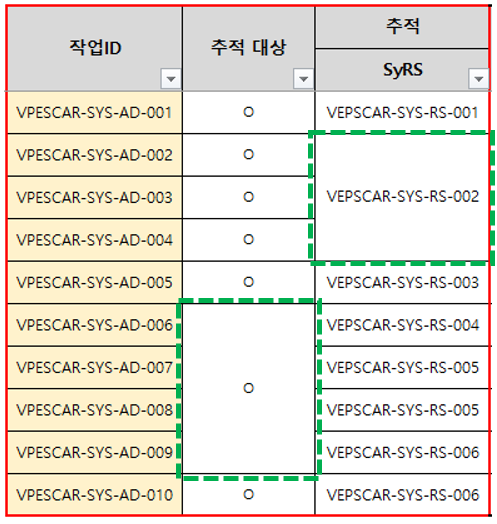 작업ID 추적 대상 추적
SyRS
VPESCAR-SYS-AD-001 O VEPSCAR-SYS-RS-001
VPESCAR-SYS-AD-002 O
VPESCAR-SYS-AD-003 O VEPSCAR-SYS-RS-002
VPESCAR-SYS-AD-004 O
VPESCAR-SYS-AD-005 O VEPSCAR-SYS-RS-003
VPESCAR-SYS-AD-006 VEPSCAR-SYS-RS-004
VPESCAR-SYS-AD-007 O VEPSCAR-SYS-RS-005
VPESCAR-SYS-AD-008 VEPSCAR-SYS-RS-005
VPESCAR-SYS-AD-009 VEPSCAR-SYS-RS-006
VPESCAR-SYS-AD-010 O VEPSCAR-SYS-RS-006